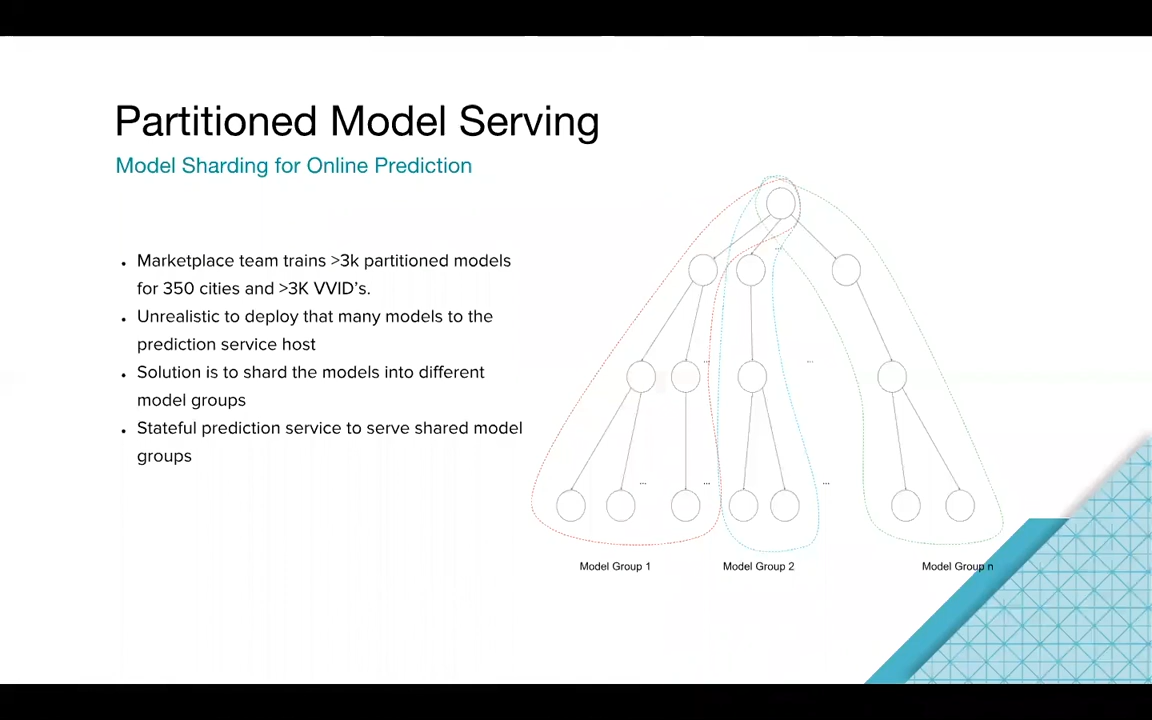 Partitioned Model Serving
Model Sharding for Online Prediction
• Marketplace team trains >3k partitioned models
for 350 cities and >3K VVID's.
• Unrealistic to deploy that many models to the
prediction service host
• Solution is to shard the models into different
model groups
• Stateful prediction service to serve shared model
groups
...
... ...
... ... ...
Model Group 1 Model Group 2 Model Group n